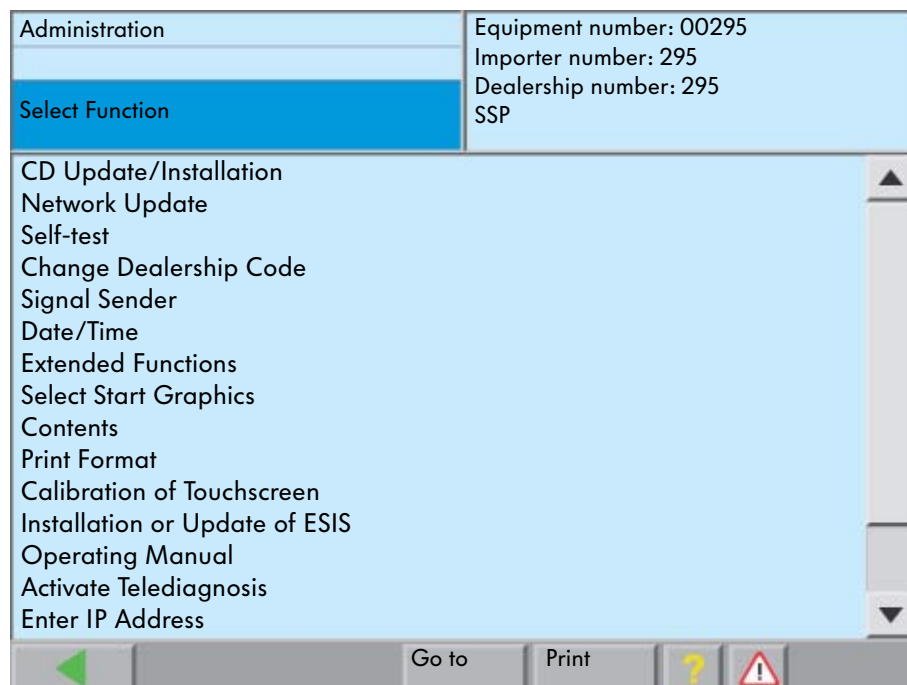 Administration
Select Function
Equipment number: 00295
Importer number: 295
Dealership number: 295
SSP
CD Update/Installation
Network Update
Self-test
Change Dealership Code
Signal Sender
Date/Time
Extended Functions
Select Start Graphics
Contents
Print Format
Calibration of Touchscreen
Installation or Update of ESIS
Operating Manual
Activate Telediagnosis
Enter IP Address
Go to
Print
?
!